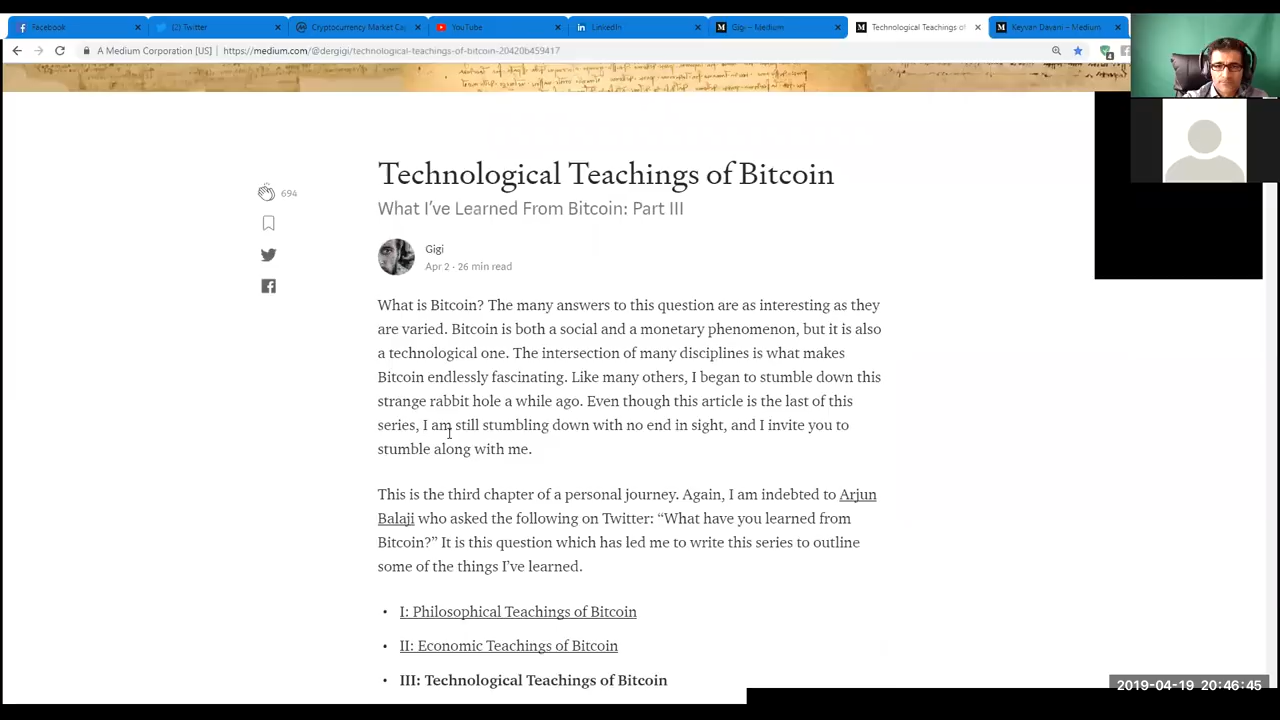 Facebook
(2) Twitter
Cryptocurrency Market Ca
YouTube
LinkedIn
Gigi – Medium
Technological Teachings of
Keyvan Davani – Medium
A Medium Corporation [US] | https://medium.com/@dergigi/technological-teachings-of-bitcoin-20420b459417
Technological Teachings of Bitcoin
What I've Learned From Bitcoin: Part III
694
Gigi
Apr 2 · 26 min read
What is Bitcoin? The many answers to this question are as interesting as they
are varied. Bitcoin is both a social and a monetary phenomenon, but it is also
a technological one. The intersection of many disciplines is what makes
Bitcoin endlessly fascinating. Like many others, I began to stumble down this
strange rabbit hole a while ago. Even though this article is the last of this
series, I am still stumbling down with no end in sight, and I invite you to
stumble along with me.
This is the third chapter of a personal journey. Again, I am indebted to Arjun
Balaji who asked the following on Twitter: “What have you learned from
Bitcoin?” It is this question which has led me to write this series to outline
some of the things I've learned.
• I: Philosophical Teachings of Bitcoin
• II: Economic Teachings of Bitcoin
• III: Technological Teachings of Bitcoin
2019-04-19 20:46:45